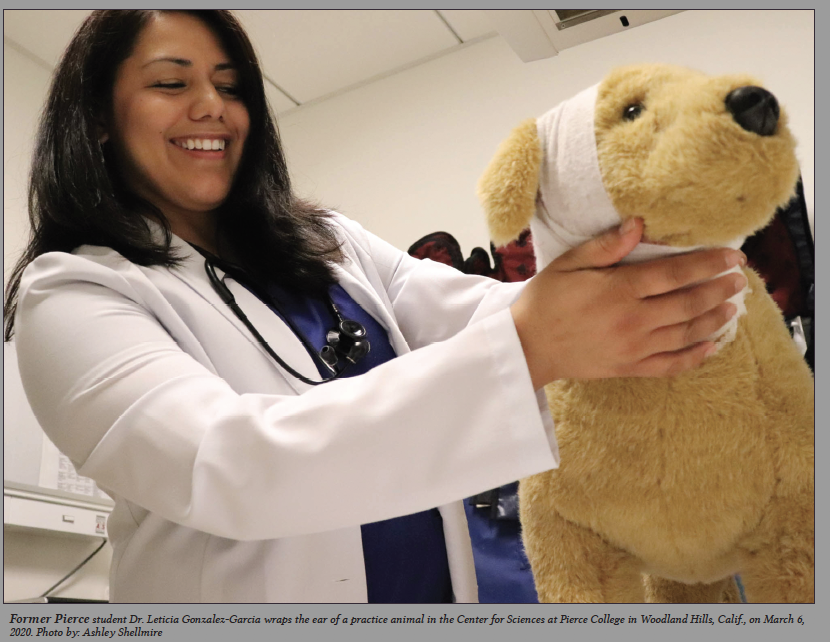 Former Pierce student Dr. Leticia Gonzalez-Garcia wraps the ear of a practice animal in the Center for Sciences at Pierce College in Woodland Hills, Calif., on March 6,
2020. Photo by: Ashley Shellmire